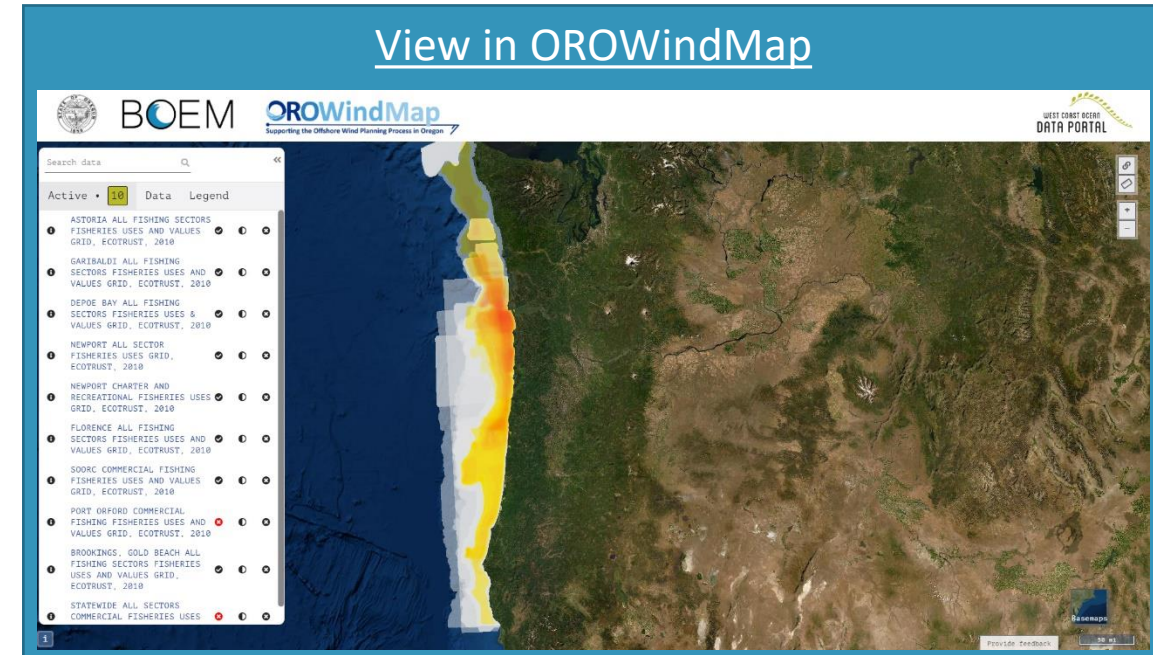 View in OROWindMap
BOEM
OROWindMap
Supporting the Offshore Wind Planning Process in Oregon
WEST COAST OCEAN
DATA PORTAL
Search data
Active • 10 Data Legend
ASTORIA ALL FISHING SECTORS
FISHERIES USES AND VALUES
GRID, ECOTRUST, 2010
GARIBALDI ALL FISHING
SECTORS FISHERIES USES AND
VALUES GRID, ECOTRUST, 2010
DEPOE BAY ALL FISHING
SECTORS FISHERIES USES &
VALUES GRID, ECOTRUST, 2010
NEWPORT ALL SECTOR
FISHERIES USES GRID,
ECOTRUST, 2010
NEWPORT CHARTER AND
RECREATIONAL FISHERIES USES
GRID, ECOTRUST, 2010
FLORENCE ALL FISHING
SECTORS FISHERIES USES AND
VALUES GRID, ECOTRUST, 2010
SOORC COMMERCIAL FISHING
FISHERIES USES AND VALUES
GRID, ECOTRUST, 2010
PORT ORFORD COMMERCIAL
FISHING FISHERIES USES AND
VALUES GRID, ECOTRUST, 2010
BROOKINGS, GOLD BEACH ALL
FISHING SECTORS FISHERIES
USES AND VALUES GRID,
ECOTRUST, 2010
STATEWIDE ALL SECTORS
COMMERCIAL FISHERIES USES
Basemaps
Provide feedback
50 mi